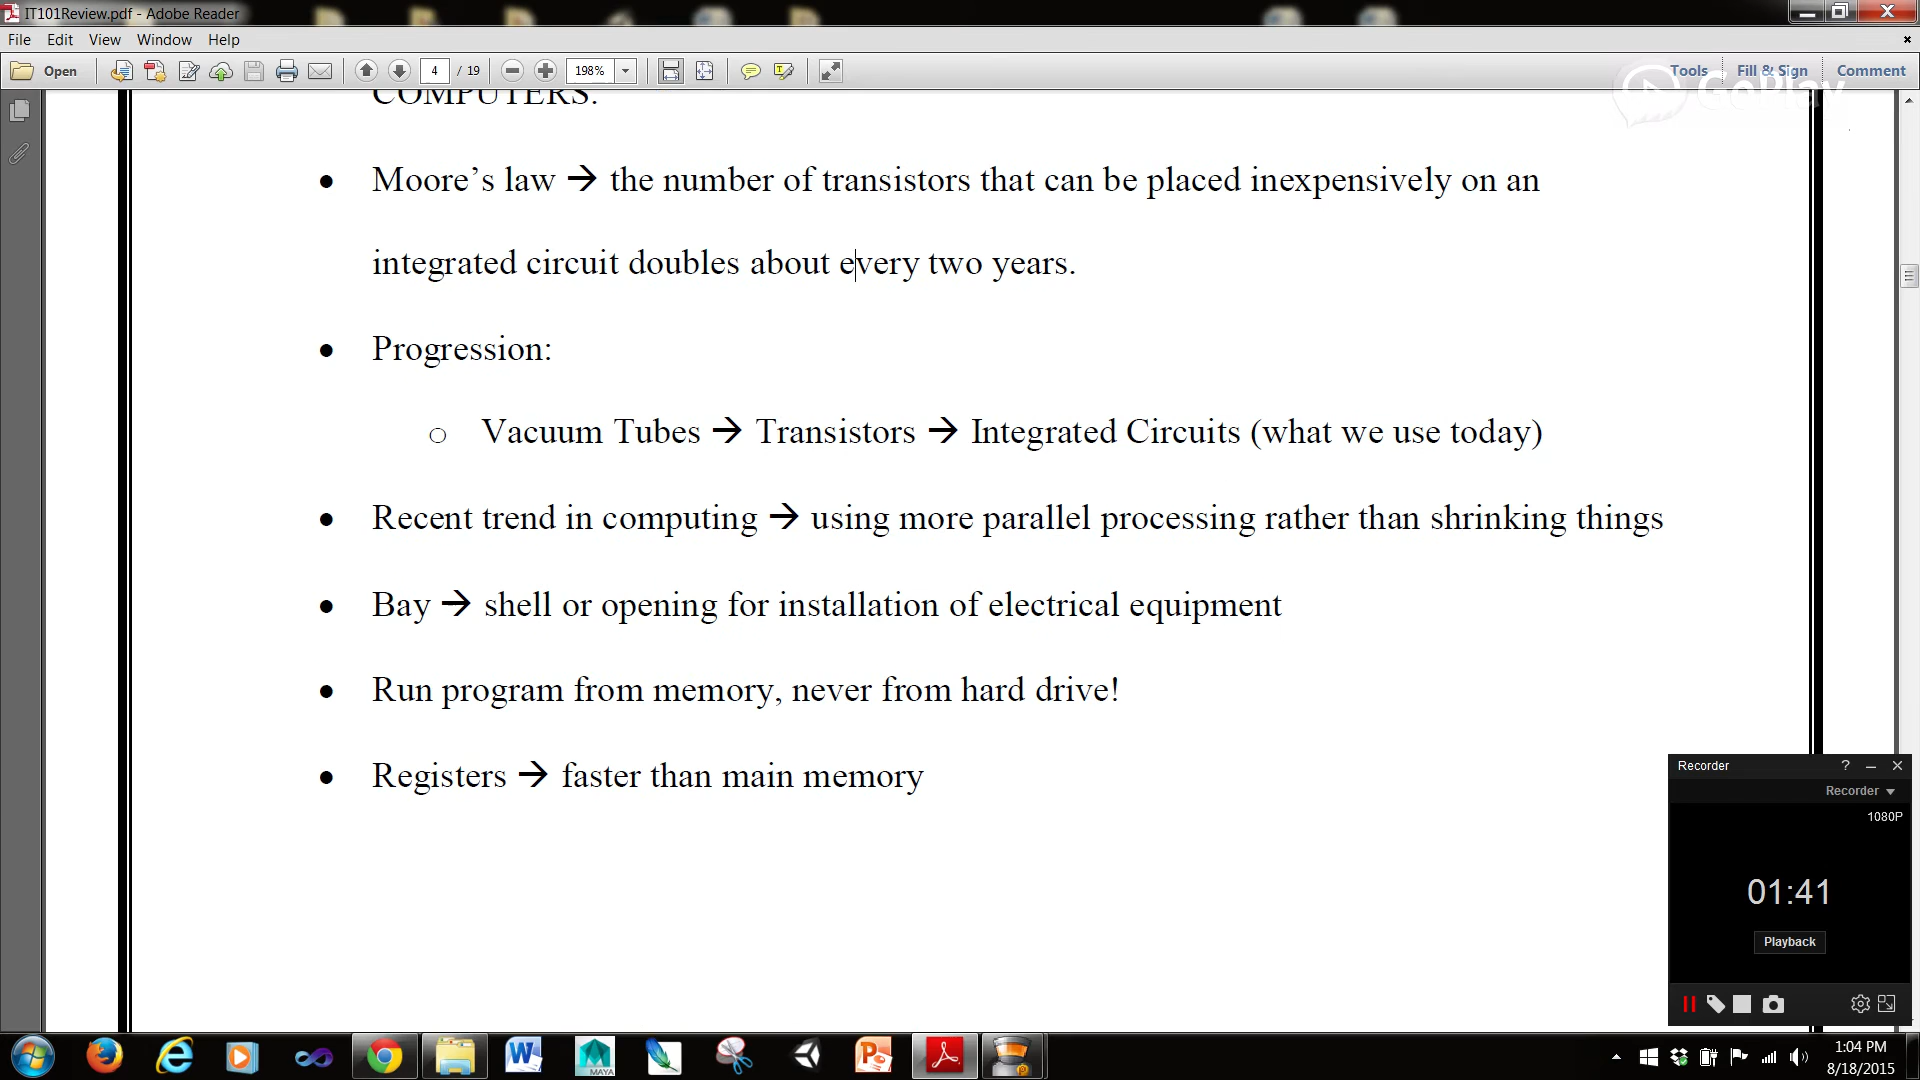 IT101Review.pdf - Adobe Reader
File Edit View Window Help
Open 4 / 19 198% Tools Fill & Sign Comment
GoPlay
COMPUTERS.
• Moore’s law → the number of transistors that can be placed inexpensively on an
integrated circuit doubles about every two years.
• Progression:
o Vacuum Tubes → Transistors → Integrated Circuits (what we use today)
• Recent trend in computing → using more parallel processing rather than shrinking things
• Bay → shell or opening for installation of electrical equipment
• Run program from memory, never from hard drive!
• Registers → faster than main memory
Recorder
Recorder
1080P
01:41
Playback
MAYA
1:04 PM
8/18/2015